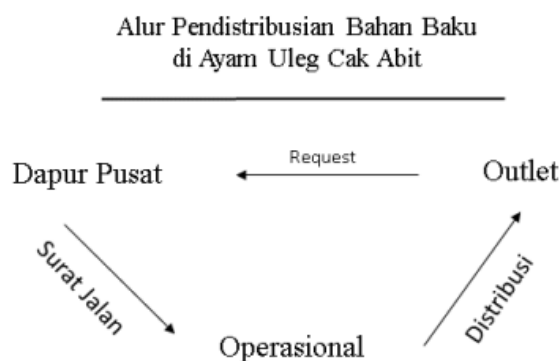 Alur Pendistribusian Bahan Baku
di Ayam Uleg Cak Abit
Dapur Pusat
Request
Outlet
Surat Jalan
Distribusi
Operasional